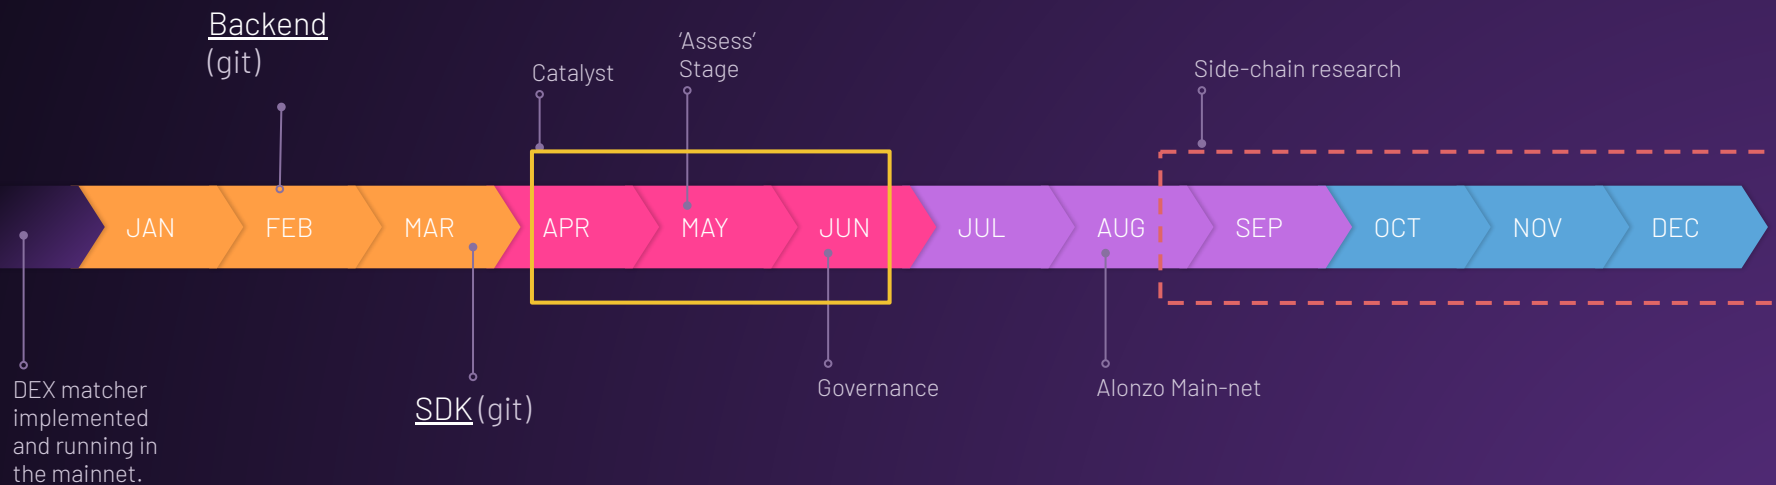 Backend
(git)
Catalyst
‘Assess’
Stage
Side-chain research
JAN
FEB
MAR
APR
MAY
JUN
JUL
AUG
SEP
OCT
NOV
DEC
DEX matcher
implemented
and running in
the mainnet.
SDK (git)
Governance
Alonzo Main-net